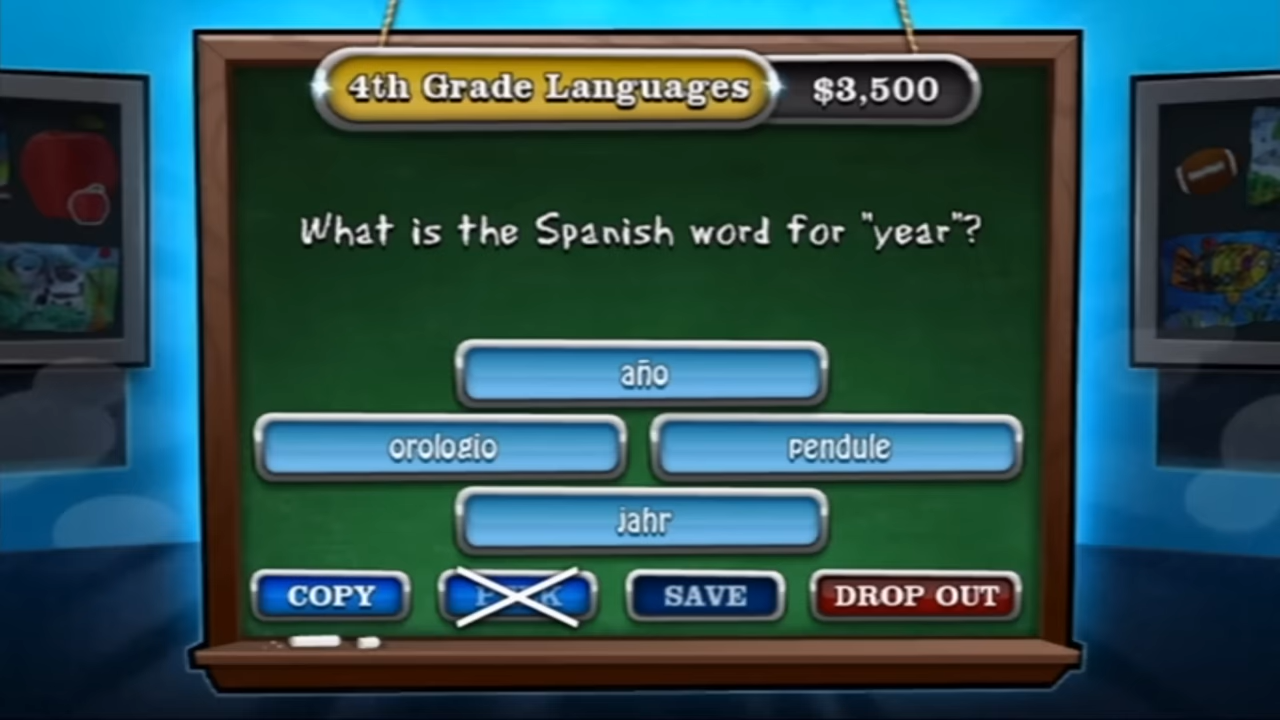 4th Grade Languages
$3,500
What is the Spanish word for "year"?
año
orologio
pendule
jahr
COPY
SAVE
DROP OUT